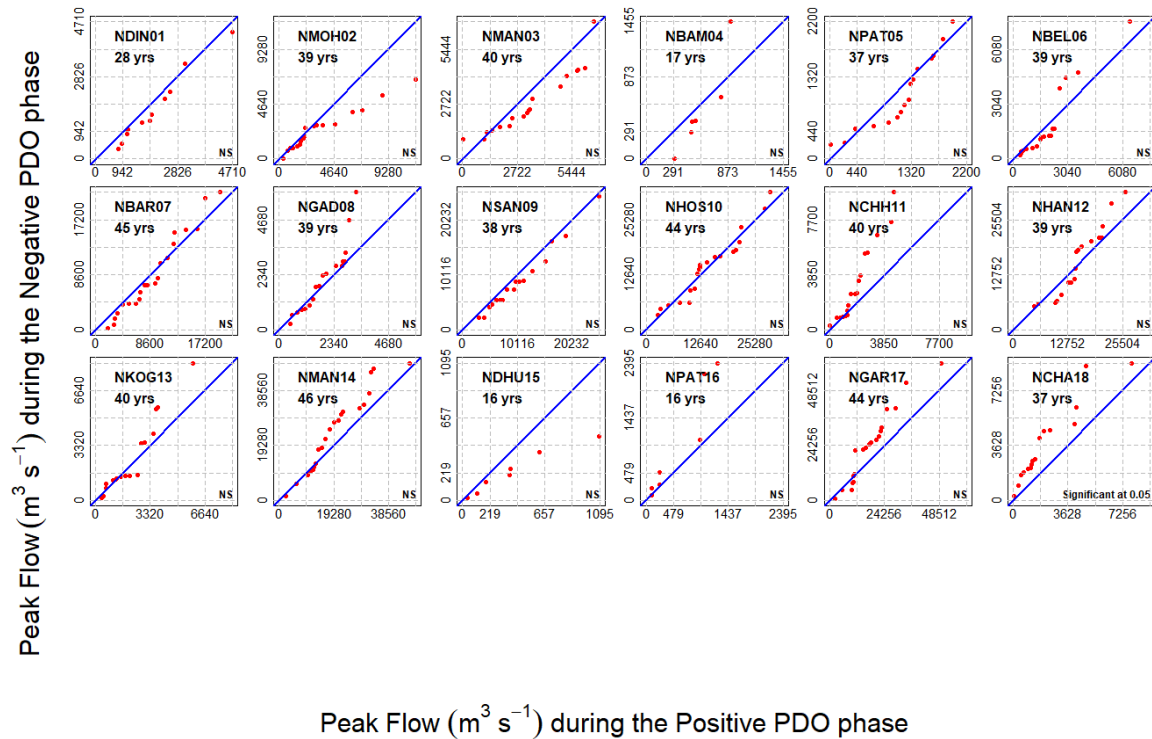 Peak Flow (m³ s⁻¹) during the Negative PDO phase
NDIN01
28 yrs
NS
0 942 2826 4710
0 942 2826 4710
NMOH02
39 yrs
NS
0 4640 9280
0 4640 9280
NMAN03
40 yrs
NS
0 2722 5444
0 2722 5444
NBAM04
17 yrs
NS
0 291 873 1455
0 291 873 1455
NPAT05
37 yrs
NS
0 440 1320 2200
0 440 1320 2200
NBEL06
39 yrs
NS
0 3040 6080
0 3040 6080
NBAR07
45 yrs
NS
0 8600 17200
0 8600 17200
NGAD08
39 yrs
NS
0 2340 4680
0 2340 4680
NSAN09
38 yrs
NS
0 10116 20232
0 10116 20232
NHOS10
44 yrs
NS
0 12640 25280
0 12640 25280
NCHH11
40 yrs
NS
0 3850 7700
0 3850 7700
NHAN12
39 yrs
NS
0 12752 25504
0 12752 25504
NKOG13
40 yrs
NS
0 3320 6640
0 3320 6640
NMAN14
46 yrs
NS
0 19280 38560
0 19280 38560
NDHU15
16 yrs
NS
0 219 657 1095
0 219 657 1095
NPAT16
16 yrs
NS
0 479 1437 2395
0 479 1437 2395
NGAR17
44 yrs
NS
0 24256 48512
0 24256 48512
NCHA18
37 yrs
Significant at 0.05
0 3628 7256
0 3628 7256
Peak Flow (m³ s⁻¹) during the Positive PDO phase